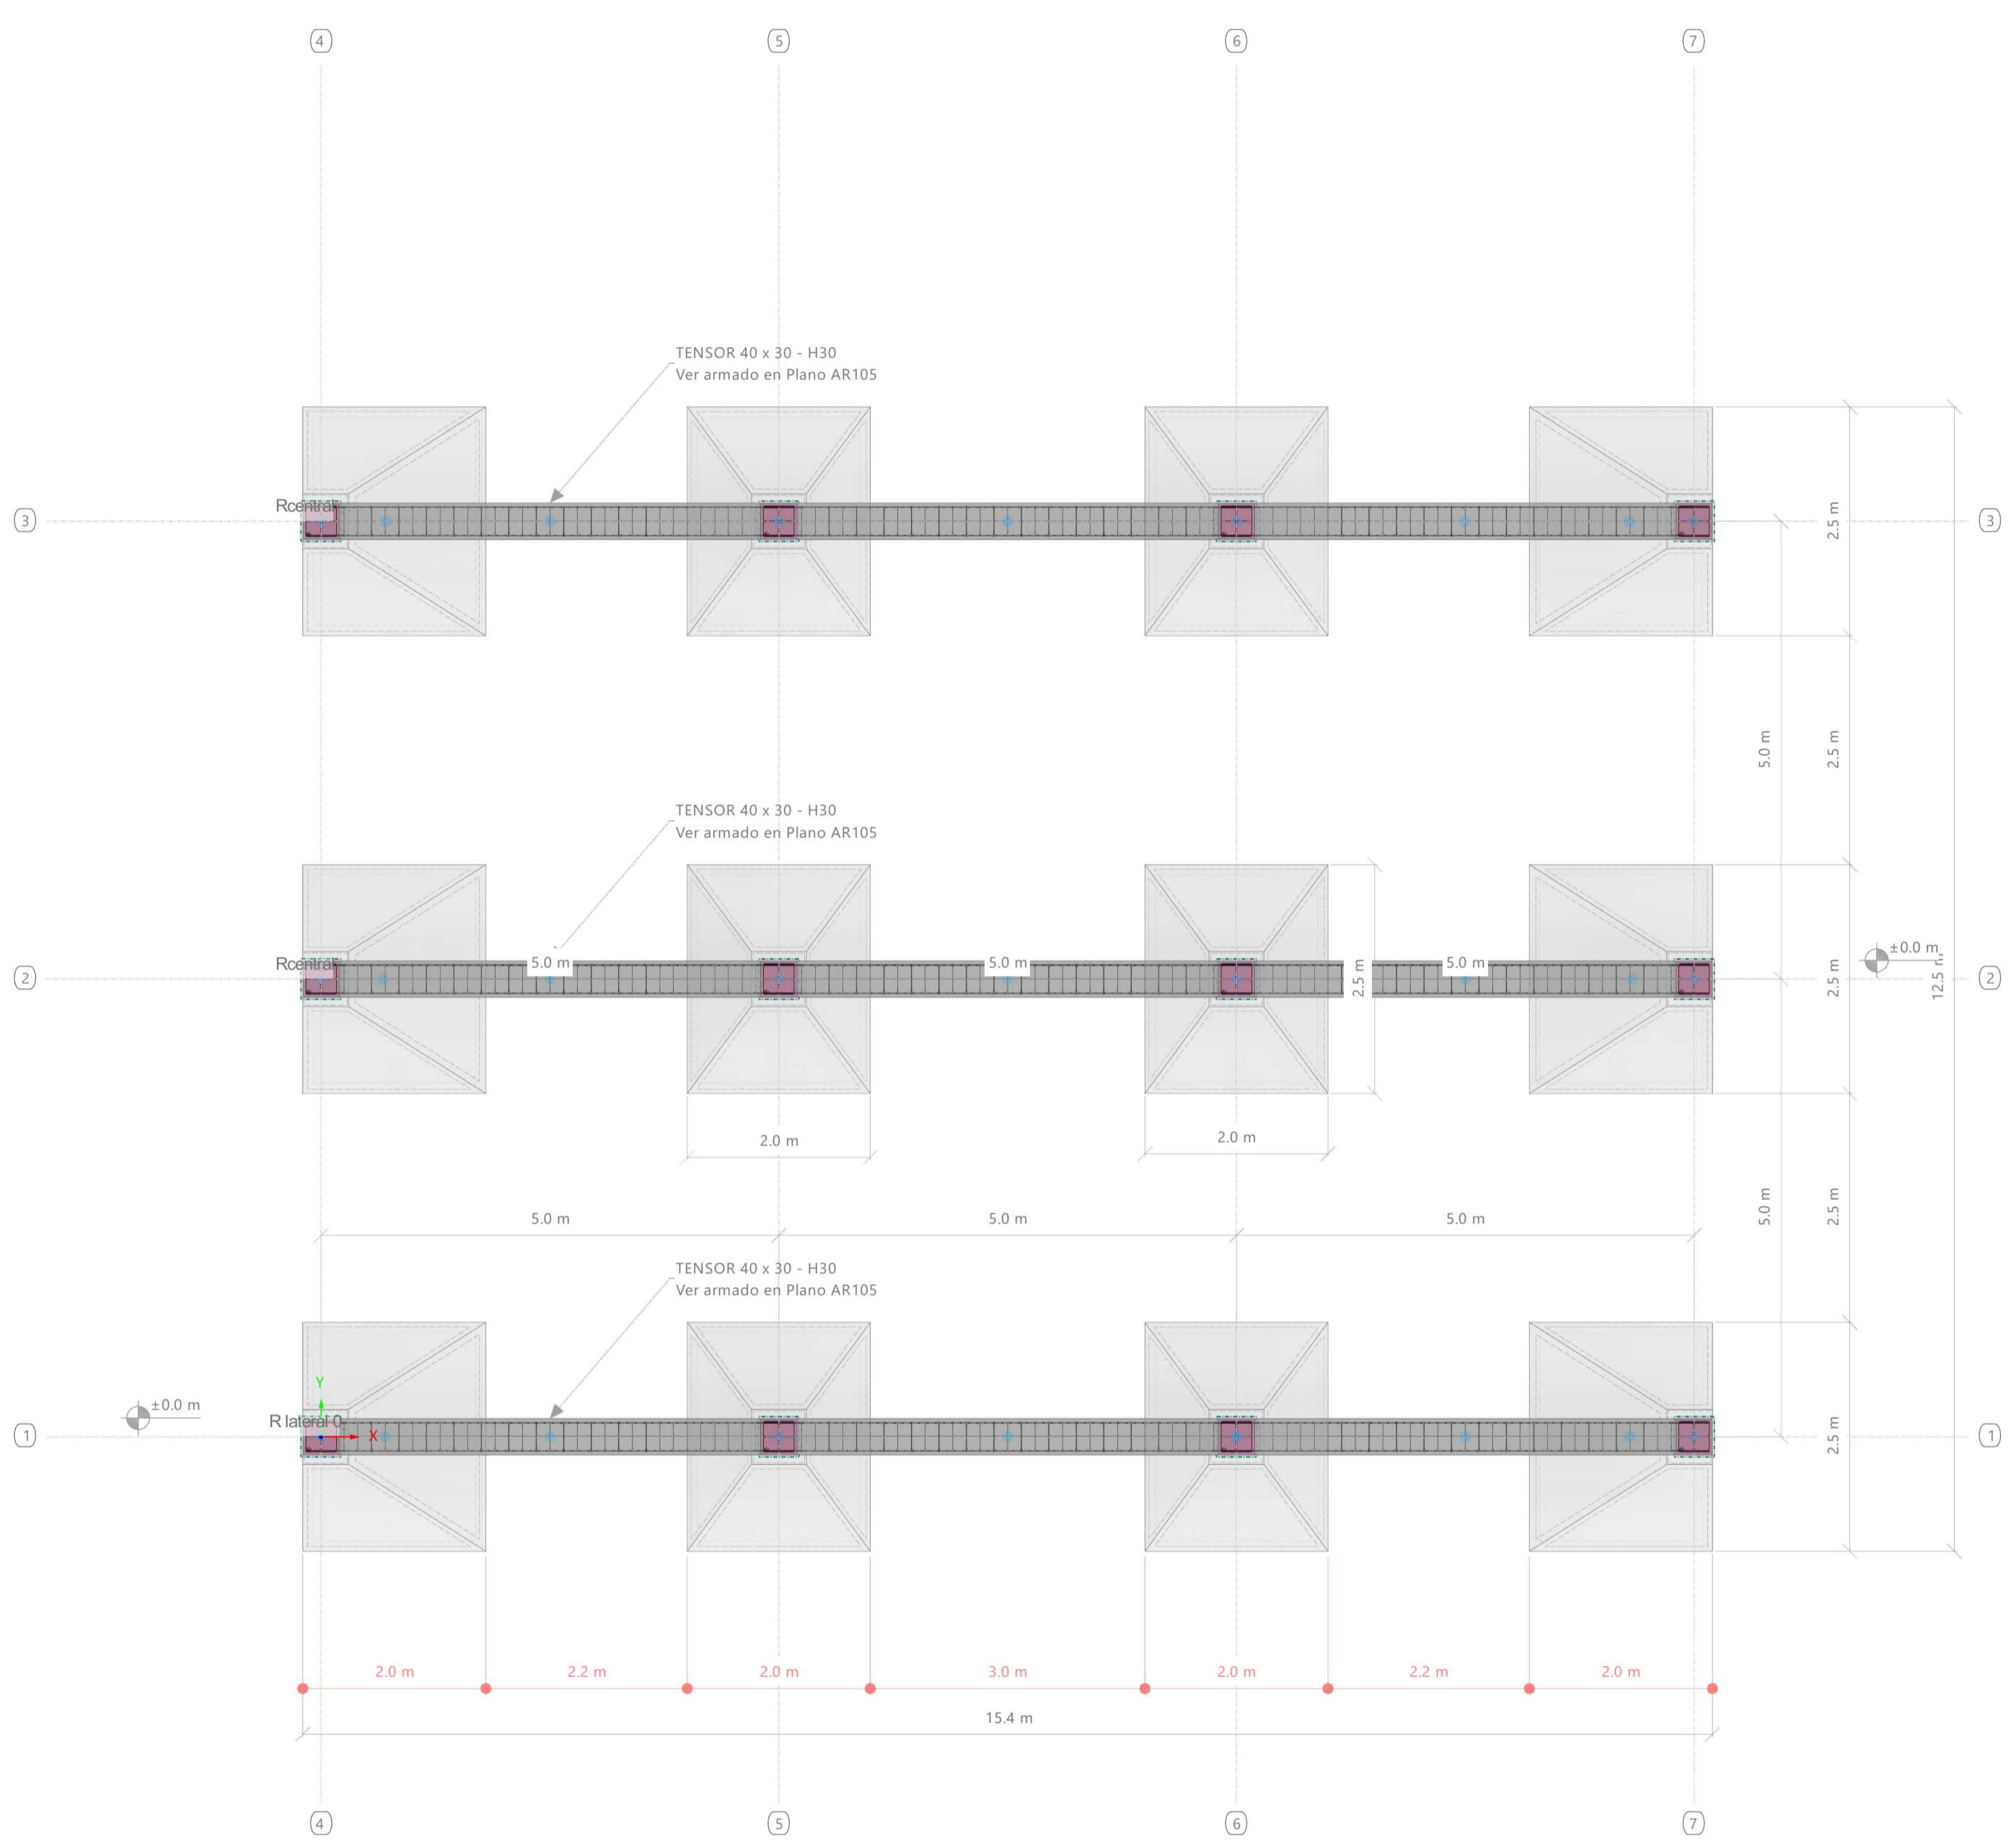 4 5 6 7
TENSOR 40 x 30 - H30
Ver armado en Plano AR105
Rcentral
3 3
2.5 m
5.0 m 2.5 m
TENSOR 40 x 30 - H30
Ver armado en Plano AR105
±0.0 m
Rcentral
5.0 m 5.0 m 5.0 m
2 2
2.5 m 2.5 m 12.5 m
2.0 m 2.0 m
5.0 m 2.5 m
5.0 m 5.0 m 5.0 m
TENSOR 40 x 30 - H30
Ver armado en Plano AR105
Y
±0.0 m
R lateral 0
X
1 1
2.5 m
2.0 m 2.2 m 2.0 m 3.0 m 2.0 m 2.2 m 2.0 m
15.4 m
4 5 6 7